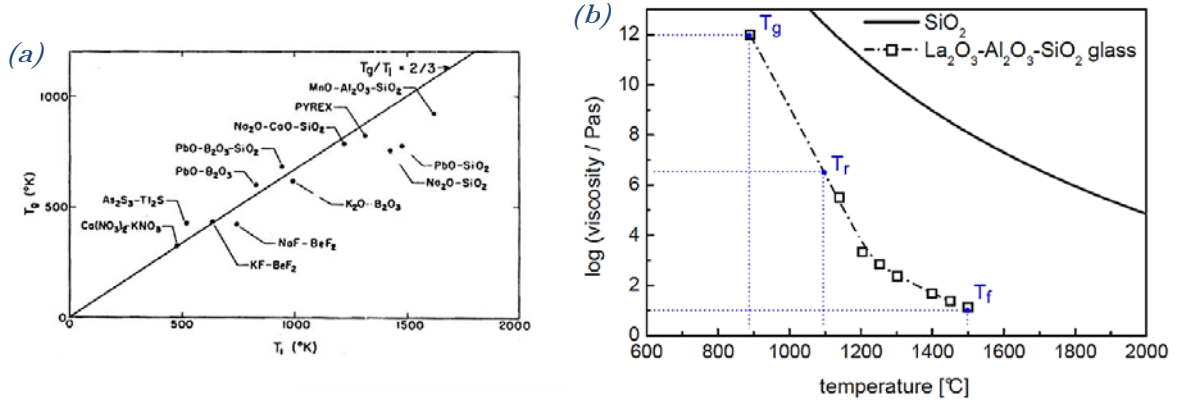 (a)
Tg/Tl = 2/3
MnO-Al2O3-SiO2
PYREX
Na2O-CaO-SiO2
PbO-B2O3-SiO2
PbO-B2O3
PbO-SiO2
Na2O-SiO2
As2S3-Tl2S
K2O-B2O3
Ca(NO3)2-KNO3
NaF-BeF2
KF-BeF2
1000
500
0
Tg (°K)
0 500 1000 1500 2000
Tl (°K)
(b)
SiO2
La2O3-Al2O3-SiO2 glass
Tg
Tr
Tf
12
10
8
6
4
2
0
log (viscosity / Pas)
600 800 1000 1200 1400 1600 1800 2000
temperature [℃]